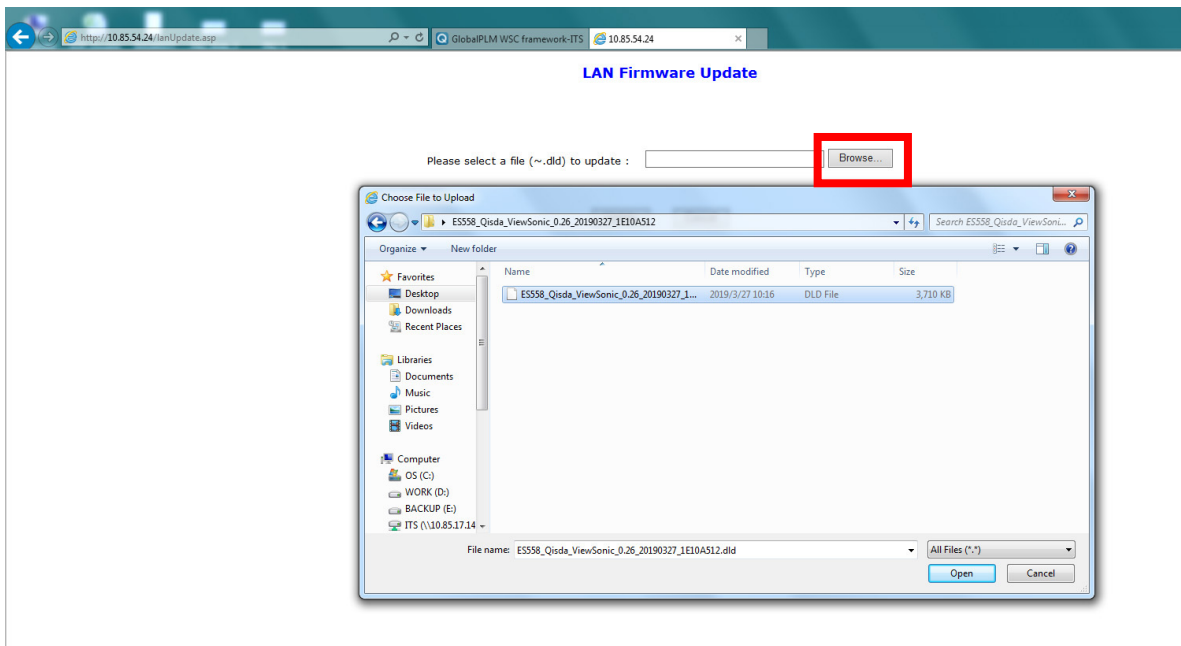 http://10.85.54.24/lanUpdate.asp
GlobalPLM WSC framework-ITS
10.85.54.24
LAN Firmware Update
Please select a file (~.dld) to update :
Browse...
Choose File to Upload
ES558_Qisda_ViewSonic_0.26_20190327_1E10A512
Search ES558_Qisda_ViewSoni...
Organize
New folder
Name Date modified Type Size
ES558_Qisda_ViewSonic_0.26_20190327_1... 2019/3/27 10:16 DLD File 3,710 KB
Favorites
Desktop
Downloads
Recent Places
Libraries
Documents
Music
Pictures
Videos
Computer
OS (C:)
WORK (D:)
BACKUP (E:)
ITS (\\10.85.17.14
File name: ES558_Qisda_ViewSonic_0.26_20190327_1E10A512.dld
All Files (*.*)
Open Cancel